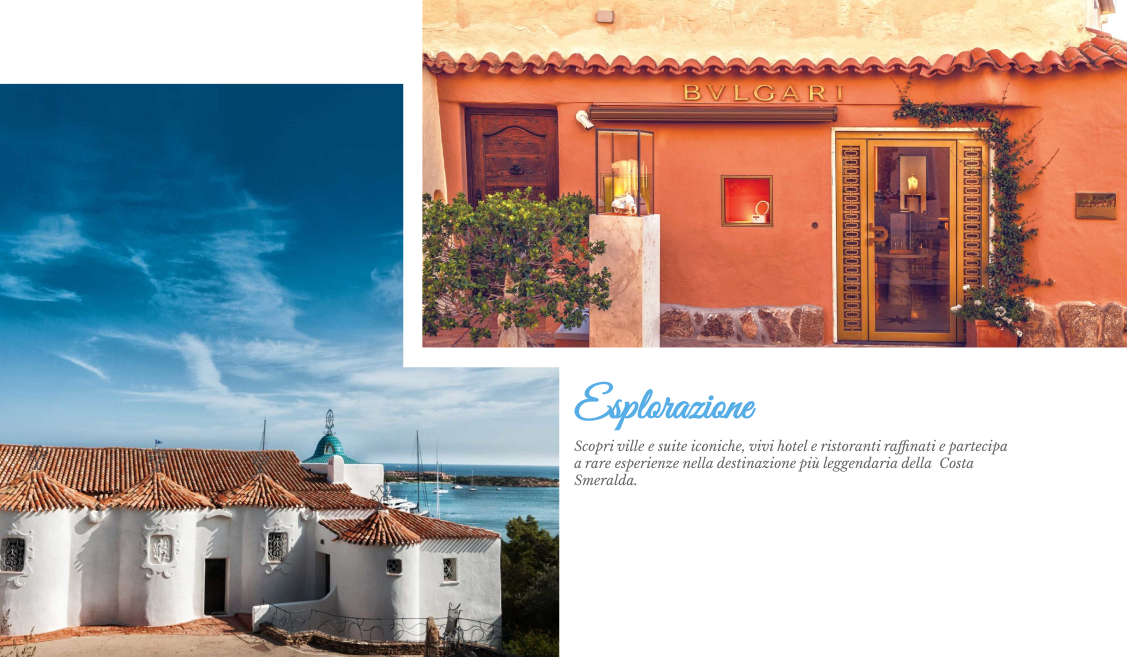 BVLGARI
Esplorazione
Scopri ville e suite iconiche, vivi hotel e ristoranti raffinati e partecipa
a rare esperienze nella destinazione più leggendaria della Costa
Smeralda.